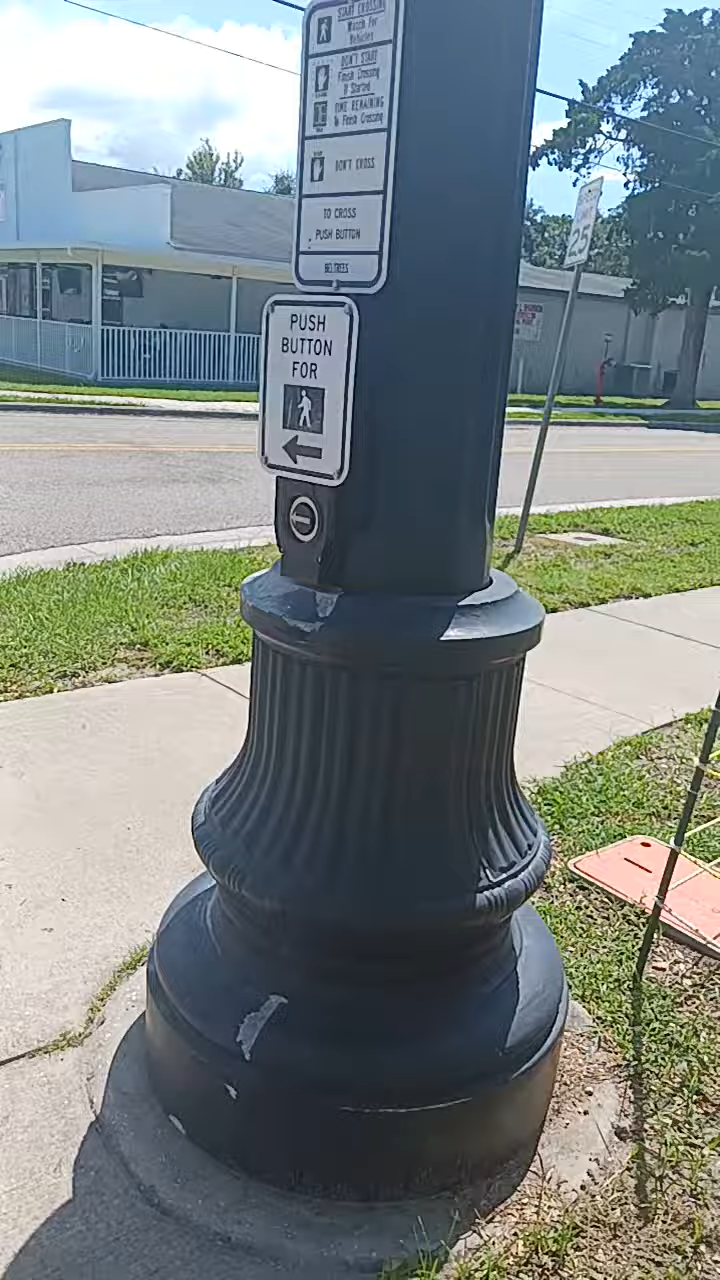 START CROSSING
Watch For
Vehicles
DON'T START
Finish Crossing
If Started
TIME REMAINING
To Finish Crossing
DON'T CROSS
TO CROSS
PUSH BUTTON
PUSH
BUTTON
FOR
25